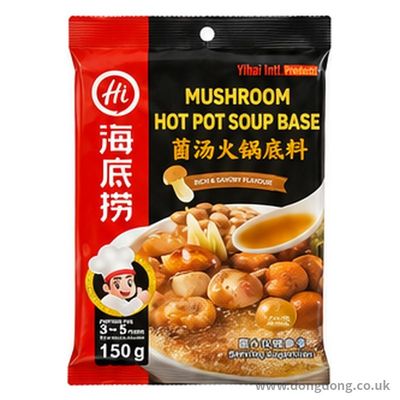 Hi
海底捞
Yihai Intl. Products
MUSHROOM
HOT POT SOUP BASE
菌汤火锅底料
RICH & SAVORY FLAVOUR
3-5
150g
www.dongdong.co.uk